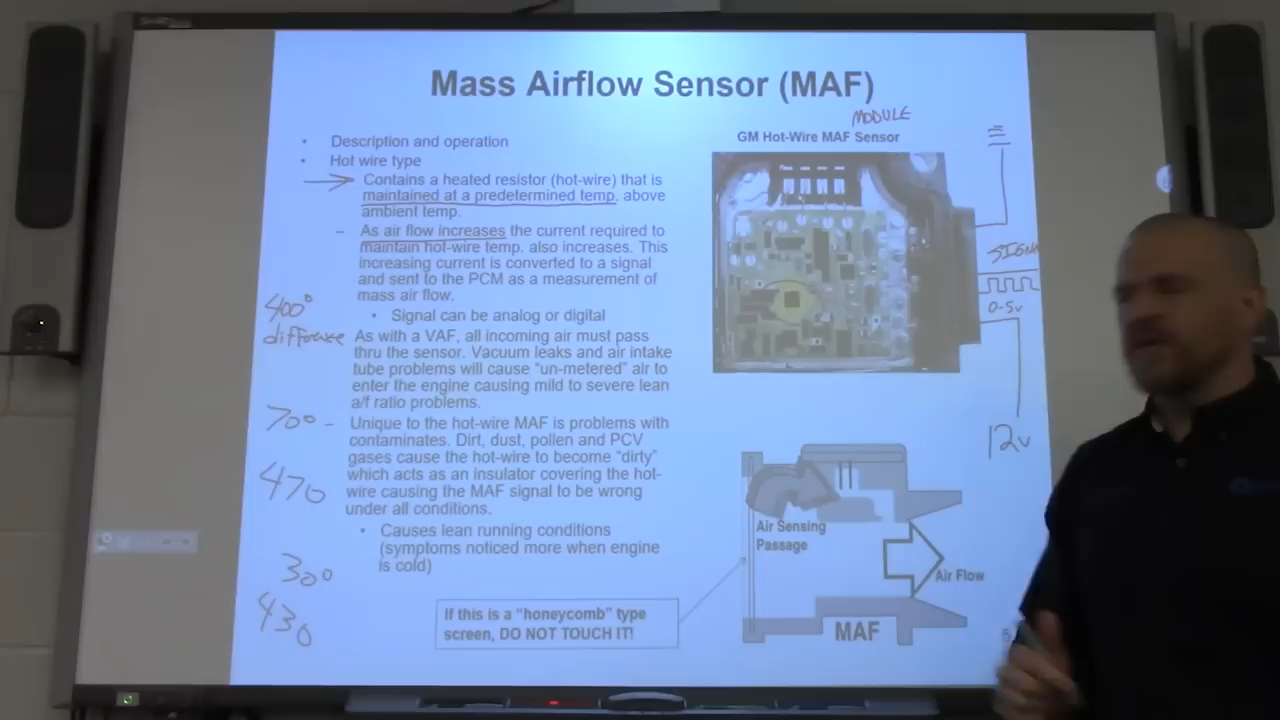 Mass Airflow Sensor (MAF)
MODULE
GM Hot-Wire MAF Sensor
• Description and operation
• Hot wire type
Contains a heated resistor (hot-wire) that is
maintained at a predetermined temp. above
ambient temp.
– As air flow increases the current required to
maintain hot-wire temp. also increases. This
increasing current is converted to a signal
and sent to the PCM as a measurement of
mass air flow.
• Signal can be analog or digital
As with a VAF, all incoming air must pass
thru the sensor. Vacuum leaks and air intake
tube problems will cause "un-metered" air to
enter the engine causing mild to severe lean
a/f ratio problems.
– Unique to the hot-wire MAF is problems with
contaminates. Dirt, dust, pollen and PCV
gases cause the hot-wire to become "dirty"
which acts as an insulator covering the hot-
wire causing the MAF signal to be wrong
under all conditions.
• Causes lean running conditions
(symptoms noticed more when engine
is cold)
If this is a "honeycomb" type
screen, DO NOT TOUCH IT!
400°
difference
70°
470
30°
430
0-5v
12v
Air Sensing
Passage
Air Flow
MAF